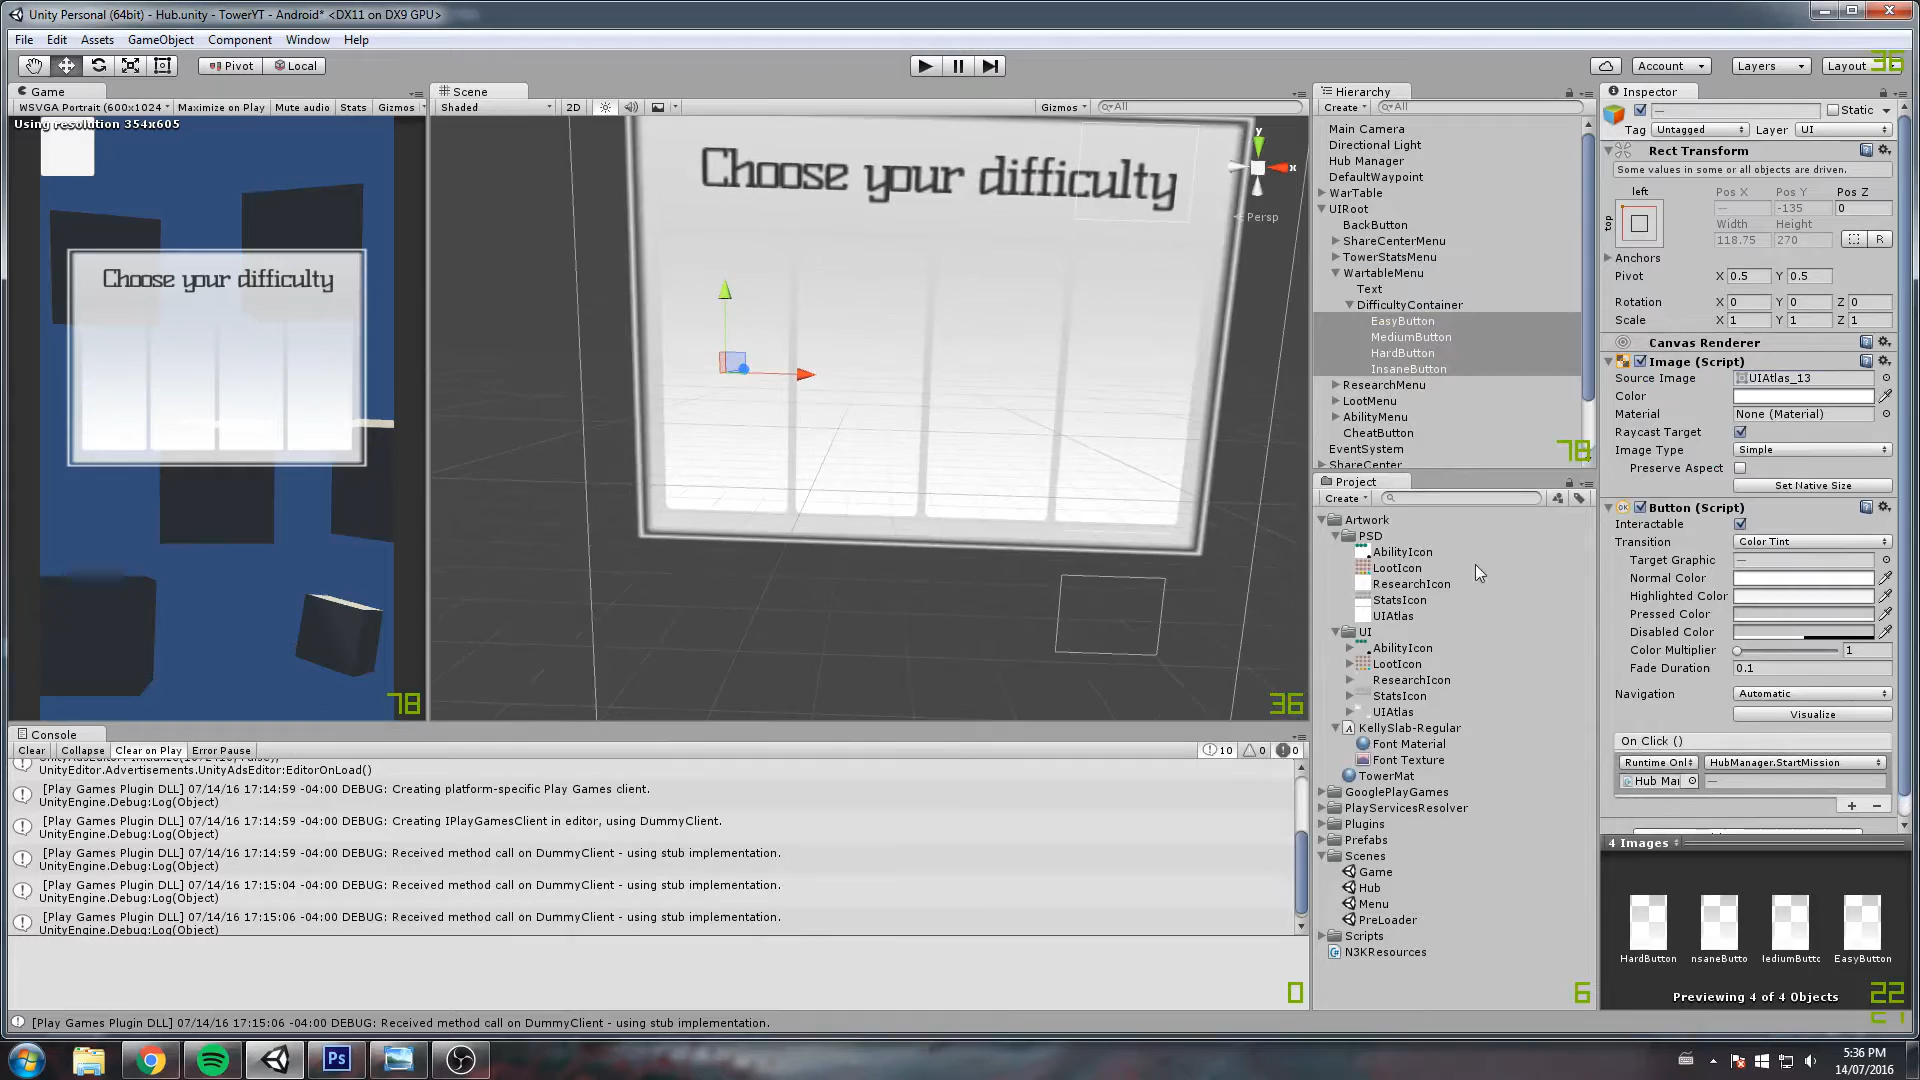 Unity Personal (64bit) - Hub.unity - TowerYT - Android* <DX11 on DX9 GPU>
File Edit Assets GameObject Component Window Help
Pivot Local Account Layers Layout 36
Game
WSVGA Portrait (600x1024 Maximize on Play Mute audio Stats Gizmos
Using resolution 354x605
Choose your difficulty
78
Scene
Shaded 2D Gizmos All
Choose your difficulty
y
x
Persp
36
Hierarchy
Create All
Main Camera
Directional Light
Hub Manager
DefaultWaypoint
WarTable
UIRoot
BackButton
ShareCenterMenu
TowerStatsMenu
WartableMenu
Text
DifficultyContainer
EasyButton
MediumButton
HardButton
InsaneButton
ResearchMenu
LootMenu
AbilityMenu
CheatButton
EventSystem
ShareCenter
78
Project
Create
Artwork
PSD
AbilityIcon
LootIcon
ResearchIcon
StatsIcon
UIAtlas
UI
AbilityIcon
LootIcon
ResearchIcon
StatsIcon
UIAtlas
KellySlab-Regular
Font Material
Font Texture
TowerMat
GooglePlayGames
PlayServicesResolver
Plugins
Prefabs
Scenes
Game
Hub
Menu
PreLoader
Scripts
N3KResources
6
Inspector
— Static
Tag Untagged Layer UI
Rect Transform
Some values in some or all objects are driven.
left Pos X Pos Y Pos Z
top — -135 0
Width Height
118.75 270 R
Anchors
Pivot X 0.5 Y 0.5
Rotation X 0 Y 0 Z 0
Scale X 1 Y 1 Z 1
Canvas Renderer
Image (Script)
Source Image UIAtlas_13
Color
Material None (Material)
Raycast Target
Image Type Simple
Preserve Aspect
Set Native Size
Button (Script)
Interactable
Transition Color Tint
Target Graphic —
Normal Color
Highlighted Color
Pressed Color
Disabled Color
Color Multiplier 1
Fade Duration 0.1
Navigation Automatic
Visualize
On Click ()
Runtime Onl HubManager.StartMission
Hub Mar —
+ −
4 Images
HardButton nsaneButto lediumButtc EasyButton
Previewing 4 of 4 Objects
22
Console
Clear Collapse Clear on Play Error Pause 10 0 0
UnityEditor.Advertisements.UnityAdsEditor:EditorOnLoad()
[Play Games Plugin DLL] 07/14/16 17:14:59 -04:00 DEBUG: Creating platform-specific Play Games client.
UnityEngine.Debug:Log(Object)
[Play Games Plugin DLL] 07/14/16 17:14:59 -04:00 DEBUG: Creating IPlayGamesClient in editor, using DummyClient.
UnityEngine.Debug:Log(Object)
[Play Games Plugin DLL] 07/14/16 17:14:59 -04:00 DEBUG: Received method call on DummyClient - using stub implementation.
UnityEngine.Debug:Log(Object)
[Play Games Plugin DLL] 07/14/16 17:15:04 -04:00 DEBUG: Received method call on DummyClient - using stub implementation.
UnityEngine.Debug:Log(Object)
[Play Games Plugin DLL] 07/14/16 17:15:06 -04:00 DEBUG: Received method call on DummyClient - using stub implementation.
UnityEngine.Debug:Log(Object)
0
[Play Games Plugin DLL] 07/14/16 17:15:06 -04:00 DEBUG: Received method call on DummyClient - using stub implementation.
Ps
5:36 PM
14/07/2016